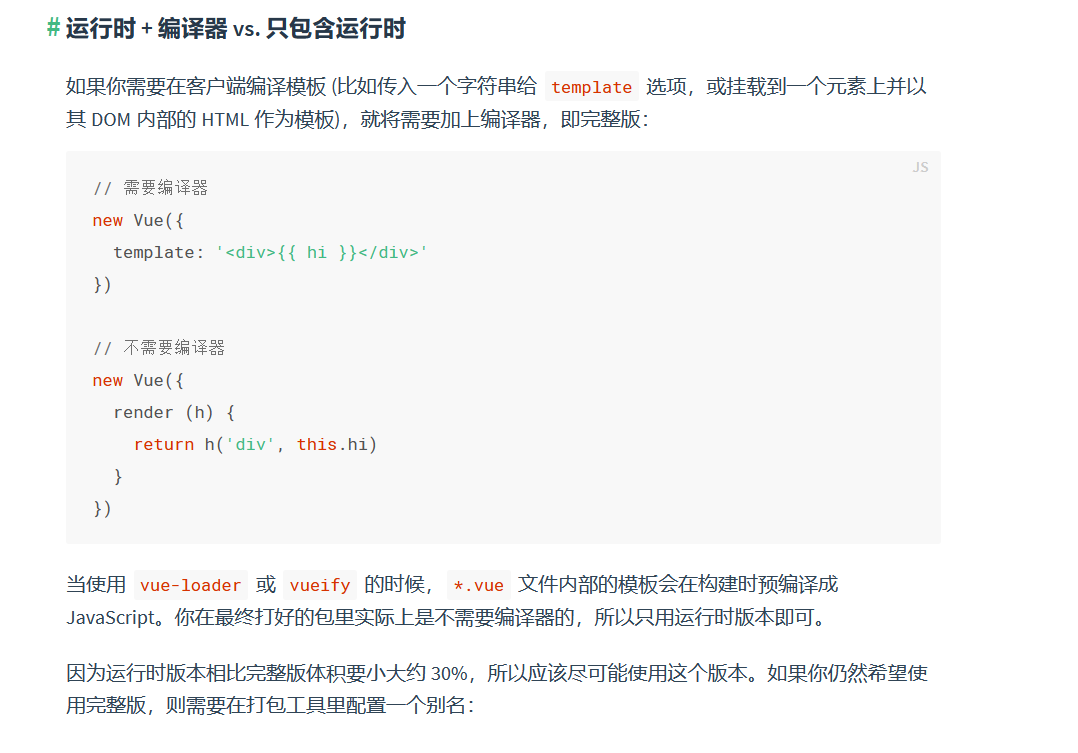 # 运行时 + 编译器 vs. 只包含运行时
如果你需要在客户端编译模板 (比如传入一个字符串给 template 选项，或挂载到一个元素上并以
其 DOM 内部的 HTML 作为模板)，就将需要加上编译器，即完整版：
JS
// 需要编译器
new Vue({
  template: '<div>{{ hi }}</div>'
})
// 不需要编译器
new Vue({
  render (h) {
    return h('div', this.hi)
  }
})
当使用 vue-loader 或 vueify 的时候，*.vue 文件内部的模板会在构建时预编译成
JavaScript。你在最终打好的包里实际上是不需要编译器的，所以只用运行时版本即可。
因为运行时版本相比完整版体积要小大约 30%，所以应该尽可能使用这个版本。如果你仍然希望使
用完整版，则需要在打包工具里配置一个别名：